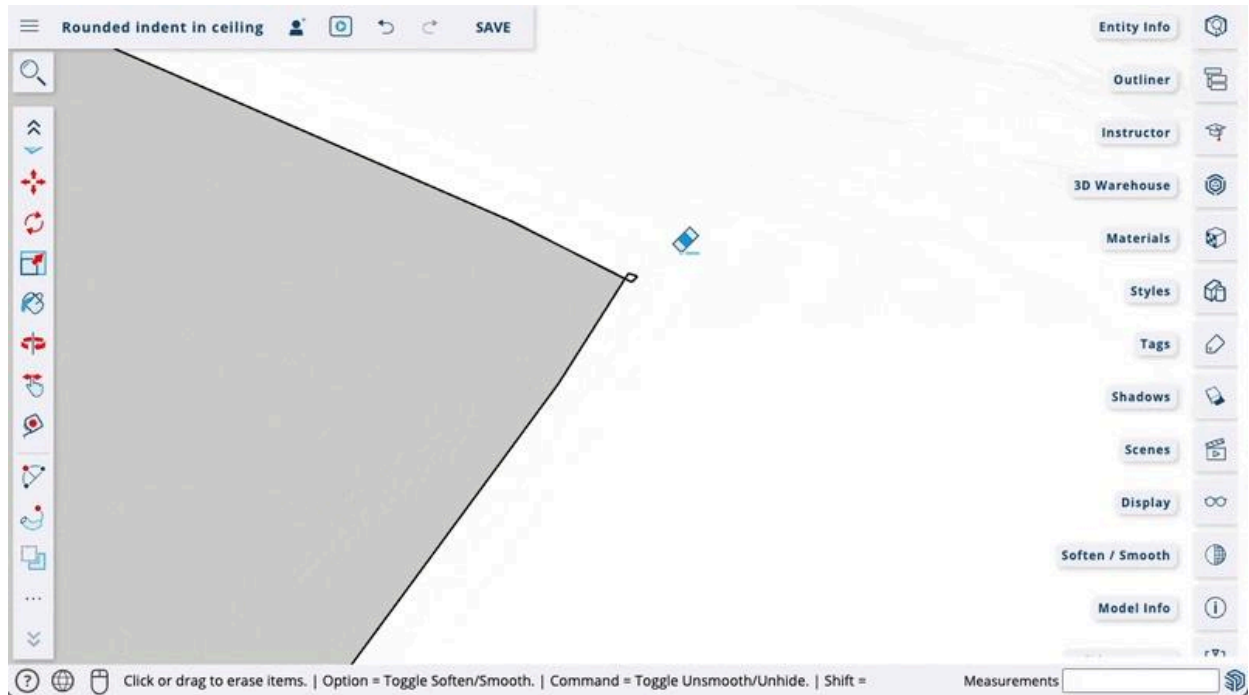 Rounded indent in ceiling
SAVE
Entity Info
Outliner
Instructor
3D Warehouse
Materials
Styles
Tags
Shadows
Scenes
Display
Soften / Smooth
Model Info
Click or drag to erase items. | Option = Toggle Soften/Smooth. | Command = Toggle Unsmooth/Unhide. | Shift =
Measurements